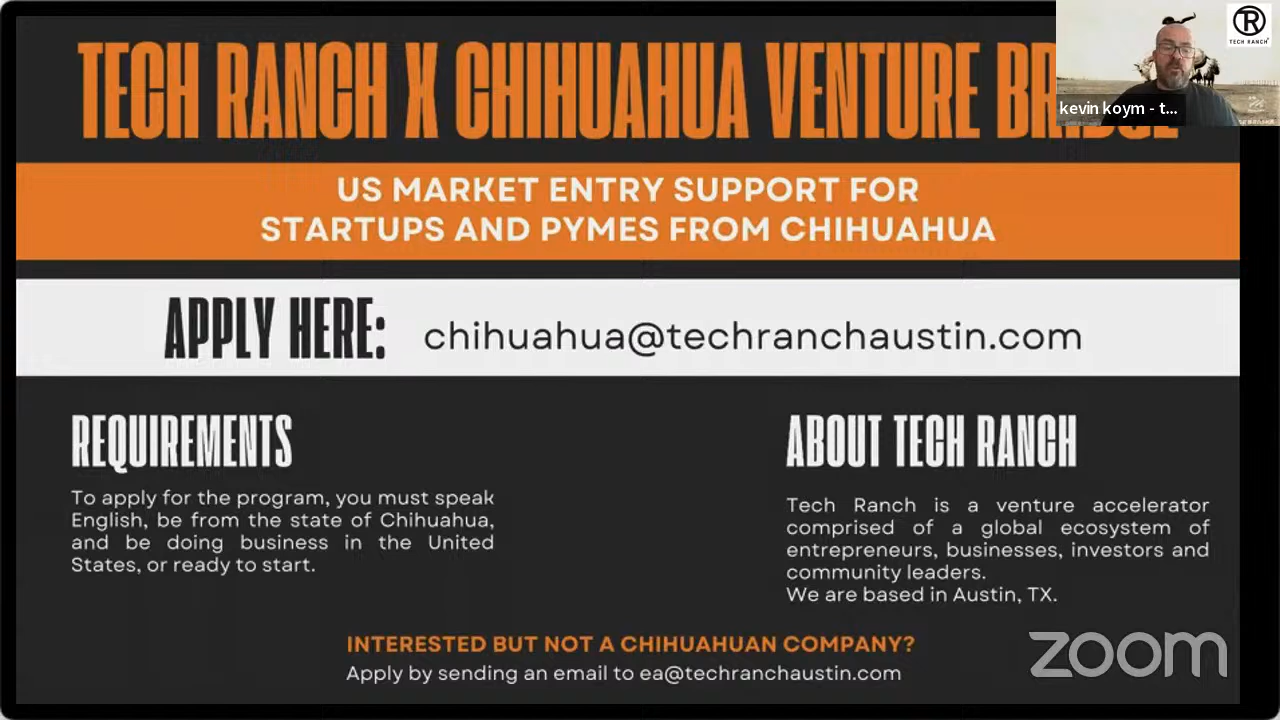 TECH RANCH X CHIHUAHUA VENTURE
TR
TECH RANCH
kevin koym - t...
US MARKET ENTRY SUPPORT FOR
STARTUPS AND PYMES FROM CHIHUAHUA
APPLY HERE: chihuahua@techranchaustin.com
REQUIREMENTS
To apply for the program, you must speak
English, be from the state of Chihuahua,
and be doing business in the United
States, or ready to start.
ABOUT TECH RANCH
Tech Ranch is a venture accelerator
comprised of a global ecosystem of
entrepreneurs, businesses, investors and
community leaders.
We are based in Austin, TX.
INTERESTED BUT NOT A CHIHUAHUAN COMPANY?
Apply by sending an email to ea@techranchaustin.com
zoom